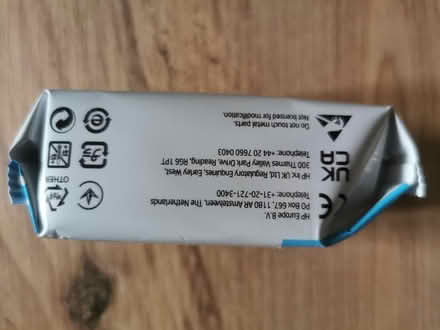 CE
HP Europe B.V.
PO Box 667, 1180 AR Amstelveen, The Netherlands
Telephone: +31-20-721-3400
UK
CA
HP Inc UK Ltd, Regulatory Enquiries, Earley West,
300 Thames Valley Park Drive, Reading, RG6 1PT
Telephone: +44 20 7660 0403
Do not touch metal parts.
Not licensed for modification.
OTHER